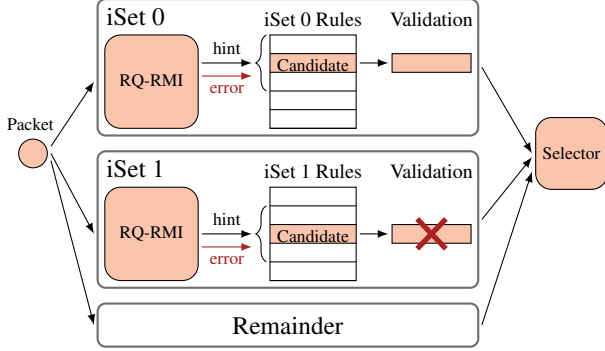 iSet 0
iSet 0 Rules
Validation
hint
RQ-RMI
Candidate
error
Packet
Selector
iSet 1
iSet 1 Rules
Validation
hint
RQ-RMI
Candidate
error
Remainder